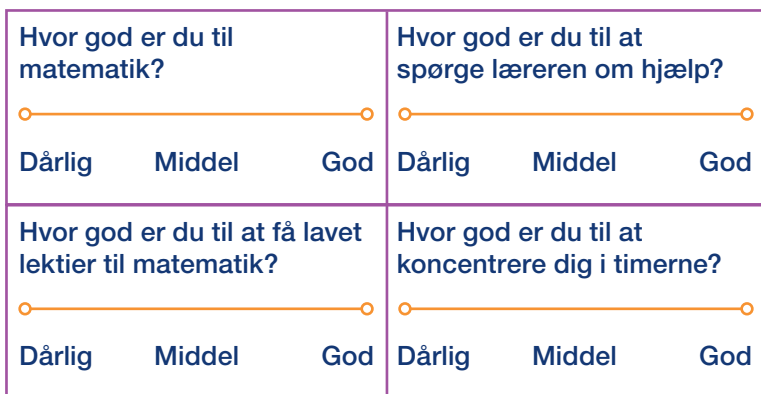 Hvor god er du til
matematik?
Dårlig Middel God
Hvor god er du til at
spørge læreren om hjælp?
Dårlig Middel God
Hvor god er du til at få lavet
lektier til matematik?
Dårlig Middel God
Hvor god er du til at
koncentrere dig i timerne?
Dårlig Middel God